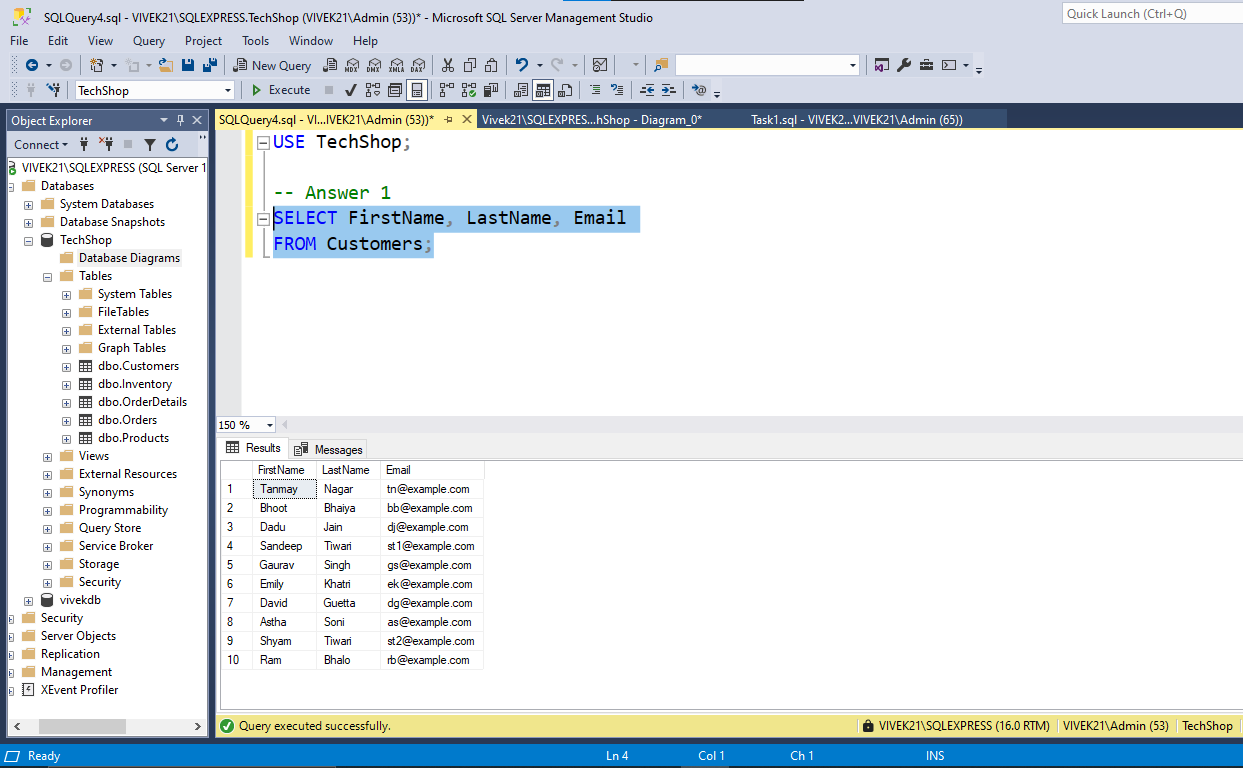 SQLQuery4.sql - VIVEK21\SQLEXPRESS.TechShop (VIVEK21\Admin (53))* - Microsoft SQL Server Management Studio
Quick Launch (Ctrl+Q)
File Edit View Query Project Tools Window Help
New Query MDX DMX XMLA DAX
TechShop Execute
Object Explorer
Connect
VIVEK21\SQLEXPRESS (SQL Server 1
Databases
System Databases
Database Snapshots
TechShop
Database Diagrams
Tables
System Tables
FileTables
External Tables
Graph Tables
dbo.Customers
dbo.Inventory
dbo.OrderDetails
dbo.Orders
dbo.Products
Views
External Resources
Synonyms
Programmability
Query Store
Service Broker
Storage
Security
vivekdb
Security
Server Objects
Replication
Management
XEvent Profiler
SQLQuery4.sql - VI...IVEK21\Admin (53))* Vivek21\SQLEXPRES...hShop - Diagram_0* Task1.sql - VIVEK2...VIVEK21\Admin (65))
USE TechShop;
-- Answer 1
SELECT FirstName, LastName, Email
FROM Customers;
150 %
Results Messages
FirstName LastName Email
1 Tanmay Nagar tn@example.com
2 Bhoot Bhaiya bb@example.com
3 Dadu Jain dj@example.com
4 Sandeep Tiwari st1@example.com
5 Gaurav Singh gs@example.com
6 Emily Khatri ek@example.com
7 David Guetta dg@example.com
8 Astha Soni as@example.com
9 Shyam Tiwari st2@example.com
10 Ram Bhalo rb@example.com
Query executed successfully. VIVEK21\SQLEXPRESS (16.0 RTM) VIVEK21\Admin (53) TechShop
Ready Ln 4 Col 1 Ch 1 INS